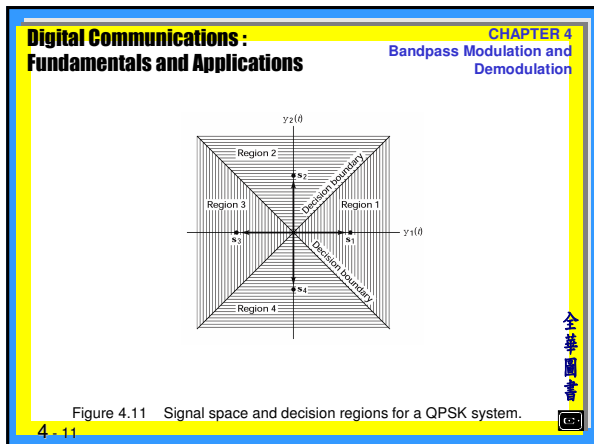 Digital Communications :
Fundamentals and Applications
CHAPTER 4
Bandpass Modulation and
Demodulation
y₂(t)
Region 2
s₂
Decision boundary
Region 3
Region 1
s₃
s₁
y₁(t)
Decision boundary
s₄
Region 4
全華圖書
Figure 4.11 Signal space and decision regions for a QPSK system.
4 - 11